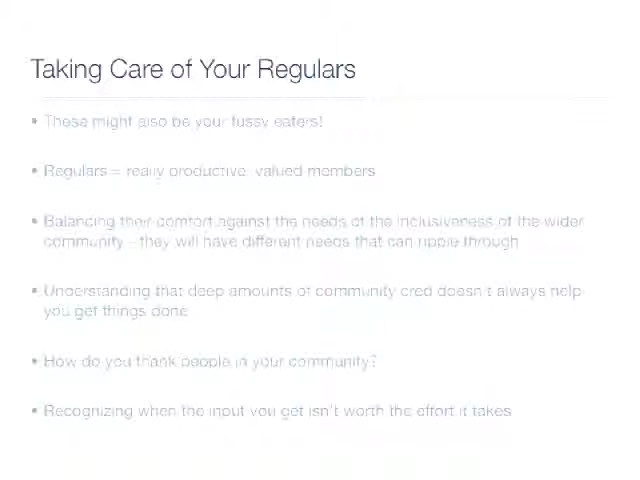 Taking Care of Your Regulars
• These might also be your fussy eaters!
• Regulars = really productive, valued members
• Balancing their comfort against the needs of the inclusiveness of the wider
community - they will have different needs that can ripple through
• Understanding that deep amounts of community cred doesn't always help
you get things done
• How do you thank people in your community?
• Recognizing when the input you get isn't worth the effort it takes